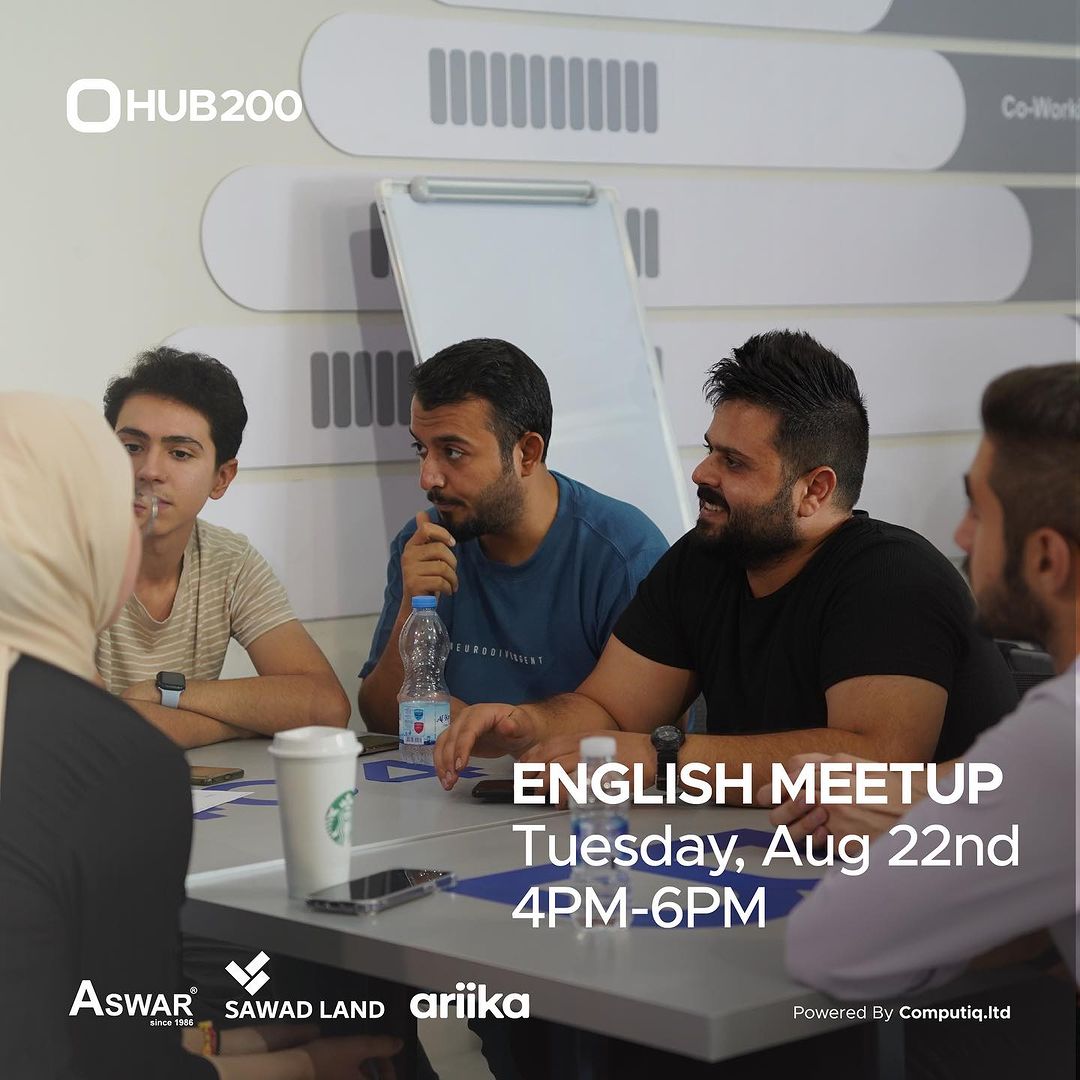 HUB200
Co-Work
NEURODIVERGENT
ENGLISH MEETUP
Tuesday, Aug 22nd
4PM-6PM
ASWAR®
since 1986
SAWAD LAND
ariika
Powered By Computiq.ltd